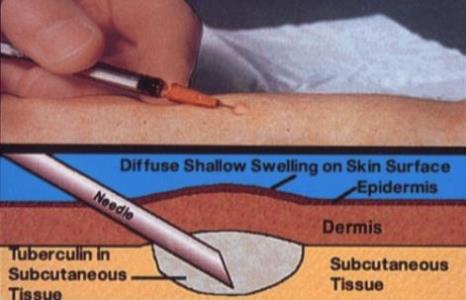 Diffuse Shallow Swelling on Skin Surface
Epidermis
Needle
Dermis
Tuberculin in
Subcutaneous
Tissue
Subcutaneous
Tissue